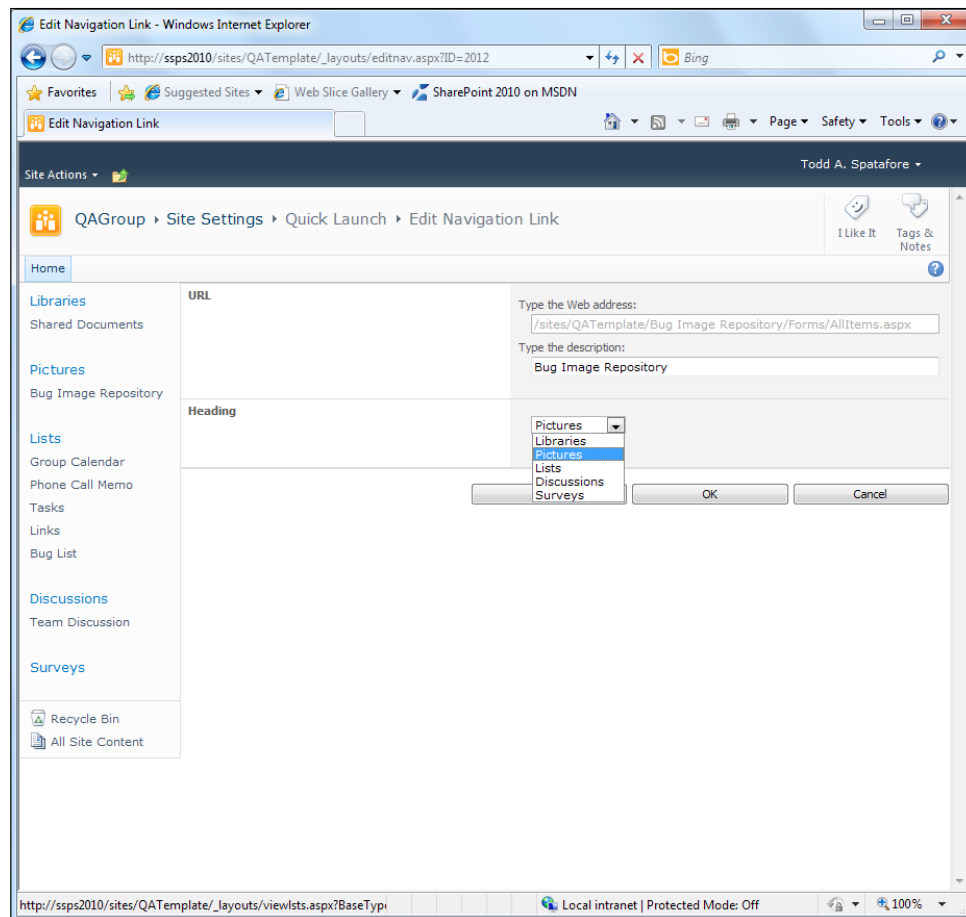 Edit Navigation Link - Windows Internet Explorer
http://ssps2010/sites/QATemplate/_layouts/editnav.aspx?ID=2012
Bing
Favorites
Suggested Sites
Web Slice Gallery
SharePoint 2010 on MSDN
Edit Navigation Link
Page
Safety
Tools
Todd A. Spatafore
Site Actions
QAGroup
Site Settings
Quick Launch
Edit Navigation Link
I Like It
Tags &
Notes
Home
Libraries
Shared Documents
Pictures
Bug Image Repository
Lists
Group Calendar
Phone Call Memo
Tasks
Links
Bug List
Discussions
Team Discussion
Surveys
Recycle Bin
All Site Content
URL
Type the Web address:
/sites/QATemplate/Bug Image Repository/Forms/AllItems.aspx
Type the description:
Bug Image Repository
Heading
Pictures
Libraries
Pictures
Lists
Discussions
Surveys
OK
Cancel
http://ssps2010/sites/QATemplate/_layouts/viewlsts.aspx?BaseType
Local intranet | Protected Mode: Off
100%